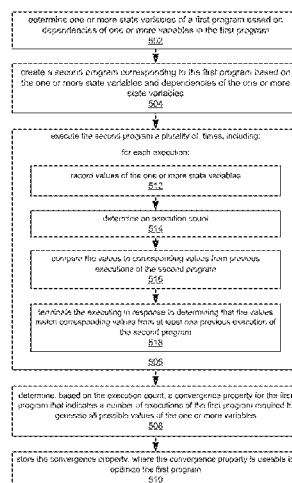 determine one or more state variables of a first program based on
dependencies of one or more variables in the first program
502
create a second program corresponding to the first program based on
the one or more state variables and dependencies of the one or more
state variables
504
execute the second program a plurality of times, including:
for each execution:
record values of the one or more state variables
512
determine an execution count
514
compare the values to corresponding values from previous
executions of the second program
516
terminate the executing in response to determining that the values
match corresponding values from at least one previous execution of
the second program
518
506
determine, based on the execution count, a convergence property for the first
program that indicates a number of executions of the first program required to
generate all possible values of the one or more variables
508
store the convergence property, where the convergence property is useable to
optimize the first program
510